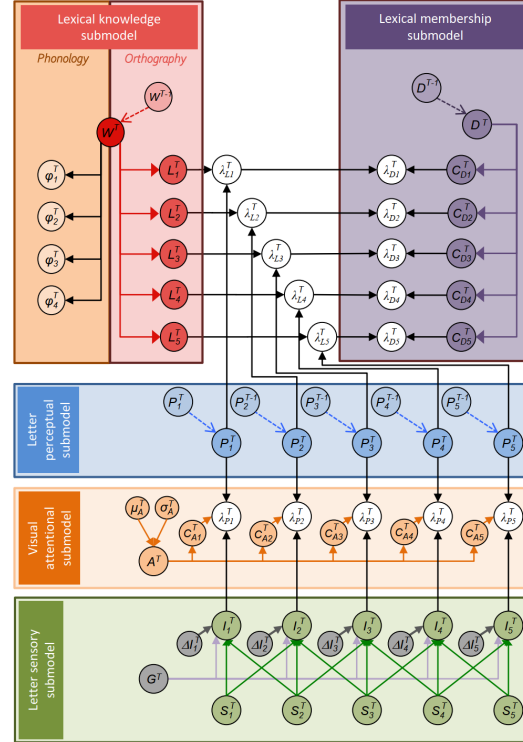 Lexical knowledge submodel
Lexical membership submodel
Phonology
Orthography
W^{T-1}
D^{T-1}
W^T
D^T
φ_1^T
L_1^T
λ_{L1}^T
λ_{D1}^T
C_{D1}^T
φ_2^T
L_2^T
λ_{L2}^T
λ_{D2}^T
C_{D2}^T
φ_3^T
L_3^T
λ_{L3}^T
λ_{D3}^T
C_{D3}^T
φ_4^T
L_4^T
λ_{L4}^T
λ_{D4}^T
C_{D4}^T
L_5^T
λ_{L5}^T
λ_{D5}^T
C_{D5}^T
Letter
perceptual
submodel
P_1^T
P_2^{T-1}
P_3^{T-1}
P_4^{T-1}
P_5^{T-1}
P_1^T
P_2^T
P_3^T
P_4^T
P_5^T
Visual
attentional
submodel
μ_A^T
σ_A^T
λ_{P1}^T
λ_{P2}^T
λ_{P3}^T
λ_{P4}^T
λ_{P5}^T
C_{A1}^T
C_{A2}^T
C_{A3}^T
C_{A4}^T
C_{A5}^T
A^T
Letter sensory
submodel
I_1^T
I_2^T
I_3^T
I_4^T
I_5^T
ΔI_1^T
ΔI_2^T
ΔI_3^T
ΔI_4^T
ΔI_5^T
G^T
S_1^T
S_2^T
S_3^T
S_4^T
S_5^T